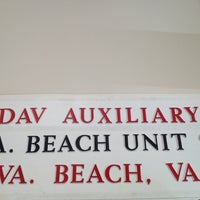 DAV AUXILIARY
A. BEACH UNIT
VA. BEACH, VA